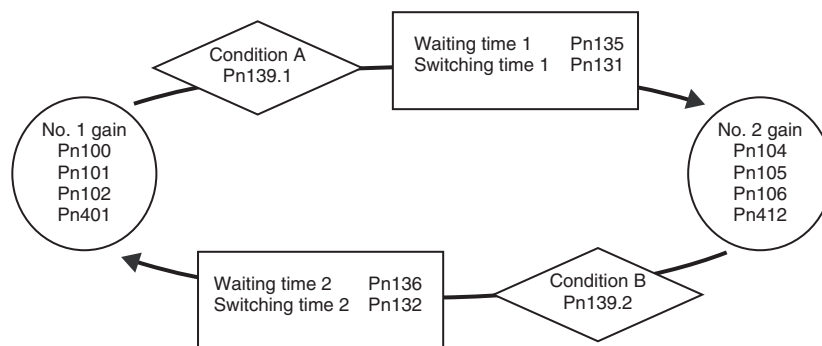 Condition A
Pn139.1
Waiting time 1 Pn135
Switching time 1 Pn131
No. 1 gain
Pn100
Pn101
Pn102
Pn401
No. 2 gain
Pn104
Pn105
Pn106
Pn412
Waiting time 2 Pn136
Switching time 2 Pn132
Condition B
Pn139.2